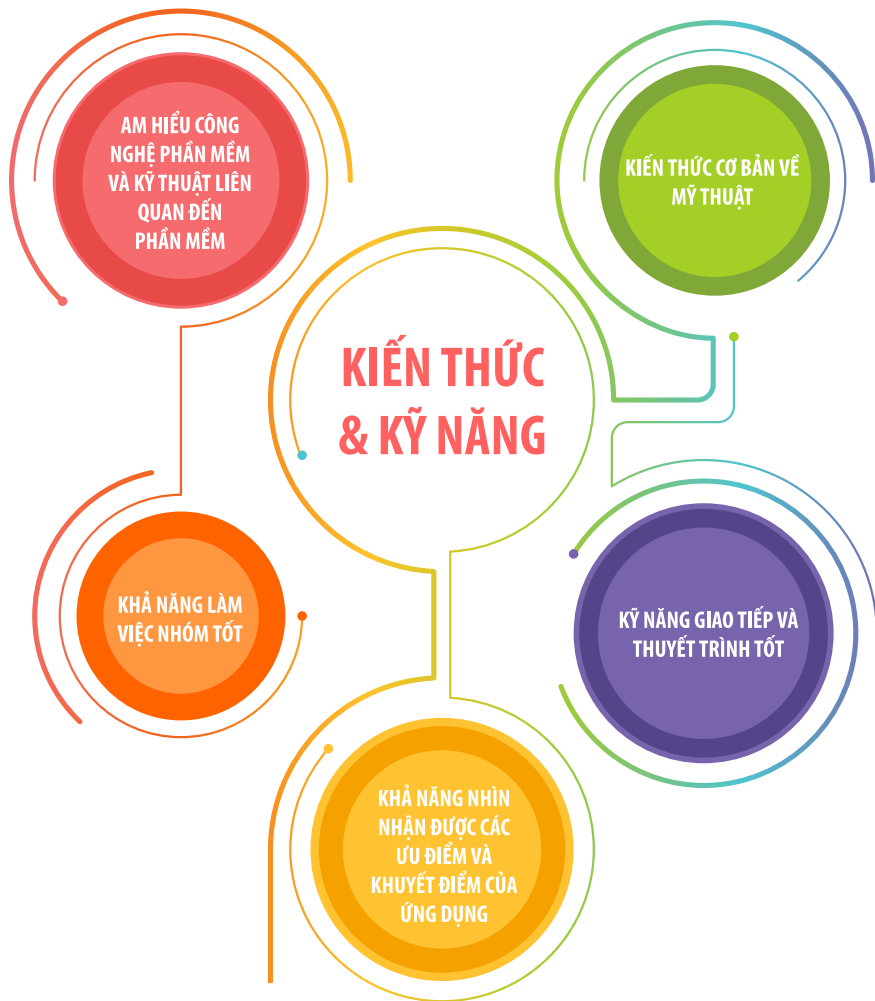 AM HIỂU CÔNG
NGHỆ PHẦN MỀM
VÀ KỸ THUẬT LIÊN
QUAN ĐẾN
PHẦN MỀM
KIẾN THỨC CƠ BẢN VỀ
MỸ THUẬT
KIẾN THỨC
& KỸ NĂNG
KHẢ NĂNG LÀM
VIỆC NHÓM TỐT
KỸ NĂNG GIAO TIẾP VÀ
THUYẾT TRÌNH TỐT
KHẢ NĂNG NHÌN
NHẬN ĐƯỢC CÁC
ƯU ĐIỂM VÀ
KHUYẾT ĐIỂM CỦA
ỨNG DỤNG